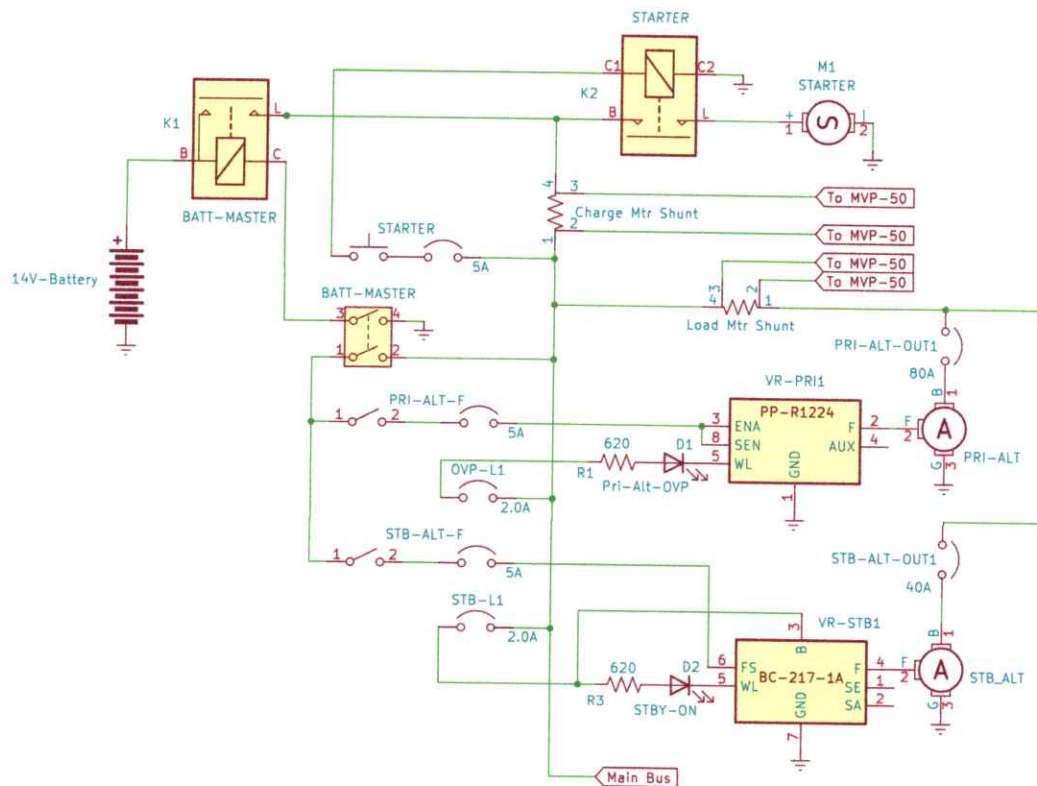 STARTER
C1
C2
K2
B
L
M1
STARTER
+
1
2
K1
L
B
C
BATT-MASTER
4
3
To MVP-50
Charge Mtr Shunt
2
To MVP-50
1
STARTER
5A
+
14V-Battery
To MVP-50
To MVP-50
3
2
4
1
Load Mtr Shunt
BATT-MASTER
3
4
1
2
PRI-ALT-OUT1
80A
PRI-ALT-F
1
2
5A
VR-PRI1
PP-R1224
3
ENA
F
2
8
SEN
AUX
4
5
WL
GND
1
B
1
F
2
A
G
3
PRI-ALT
620
D1
R1
Pri-Alt-OVP
OVP-L1
2.0A
STB-ALT-F
1
2
5A
STB-ALT-OUT1
40A
STB-L1
2.0A
VR-STB1
3
B
6
FS
F
4
5
WL
BC-217-1A
SE
1
SA
2
GND
7
B
1
F
2
A
G
3
STB_ALT
620
D2
R3
STBY-ON
Main Bus